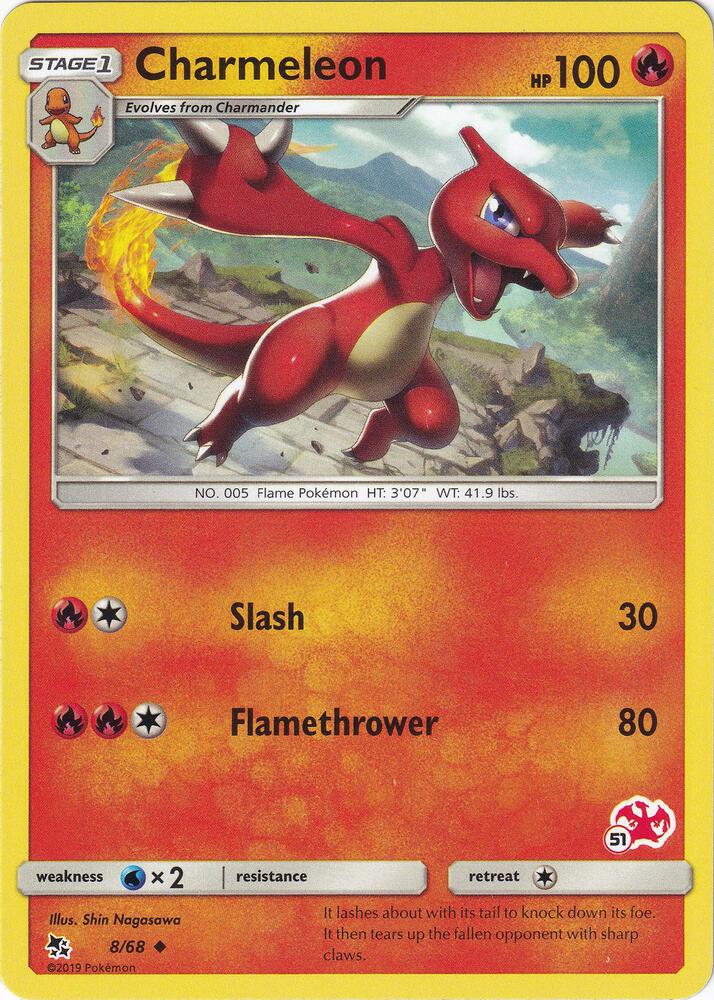 STAGE1
Charmeleon
HP 100
Evolves from Charmander
NO. 005 Flame Pokémon HT: 3'07" WT: 41.9 lbs.
Slash 30
Flamethrower 80
51
weakness ×2 resistance retreat
Illus. Shin Nagasawa
8/68
©2019 Pokémon
It lashes about with its tail to knock down its foe.
It then tears up the fallen opponent with sharp
claws.